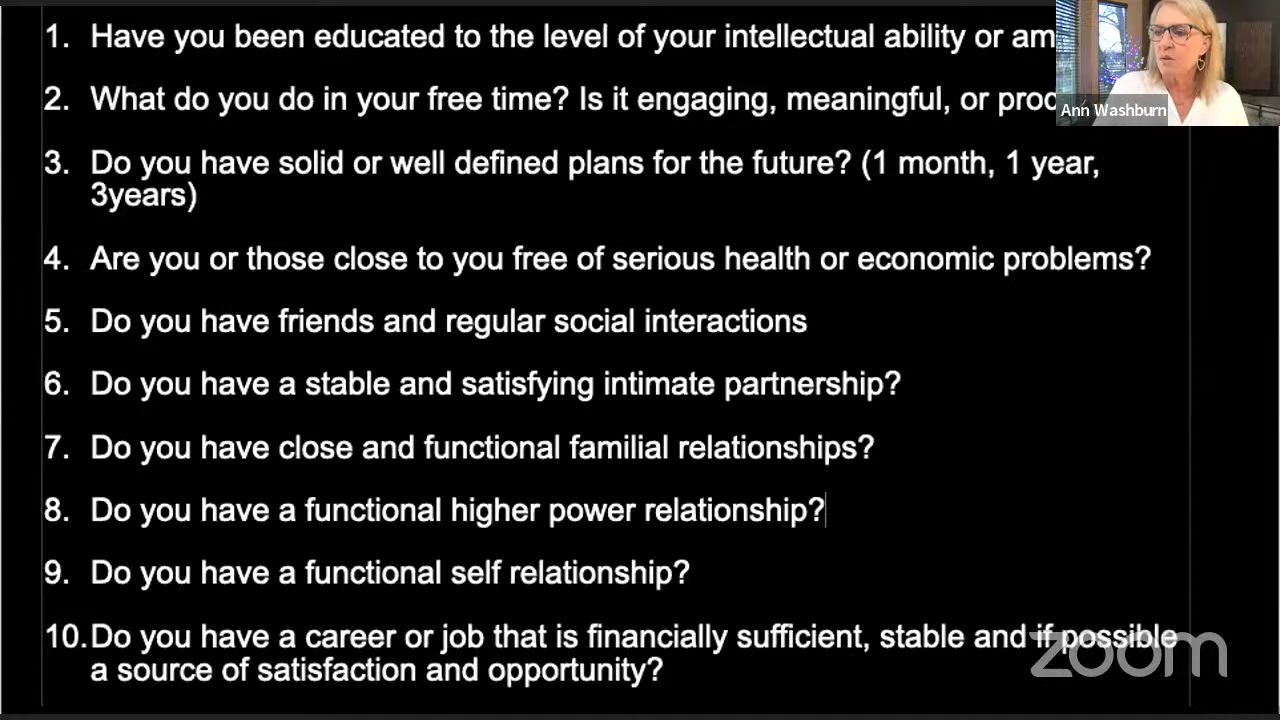 1. Have you been educated to the level of your intellectual ability or
2. What do you do in your free time? Is it engaging, meaningful, or
Ann Washburn
3. Do you have solid or well defined plans for the future? (1 month, 1 year,
3years)
4. Are you or those close to you free of serious health or economic problems?
5. Do you have friends and regular social interactions
6. Do you have a stable and satisfying intimate partnership?
7. Do you have close and functional familial relationships?
8. Do you have a functional higher power relationship?
9. Do you have a functional self relationship?
10. Do you have a career or job that is financially sufficient, stable and if possible
a source of satisfaction and opportunity?
zoom